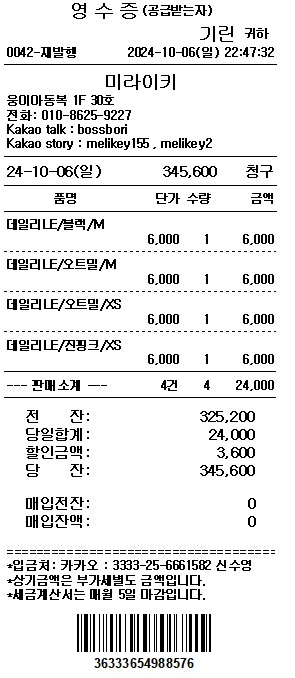 영 수 증 (공급받는자)
기린 귀하
0042-재발행 2024-10-06(일) 22:47:32
미라이키
웅미아동복 1F 30호
전화: 010-8625-9227
Kakao talk : bossbori
Kakao story : melikey155 , melikey2
24-10-06(일) 345,600 청구
품명 단가 수량 금액
데일리LE/블랙/M
6,000 1 6,000
데일리LE/오트밀/M
6,000 1 6,000
데일리LE/오트밀/XS
6,000 1 6,000
데일리LE/진핑크/XS
6,000 1 6,000
--- 판매 소계 --- 4건 4 24,000
전 잔: 325,200
당일합계: 24,000
할인금액: 3,600
당 잔: 345,600
매입전잔: 0
매입잔액: 0
*입금처: 카카오 : 3333-25-6661582 신수영
*상기금액은 부가세별도 금액입니다.
*세금계산서는 매월 5일 마감입니다.
36333654988576